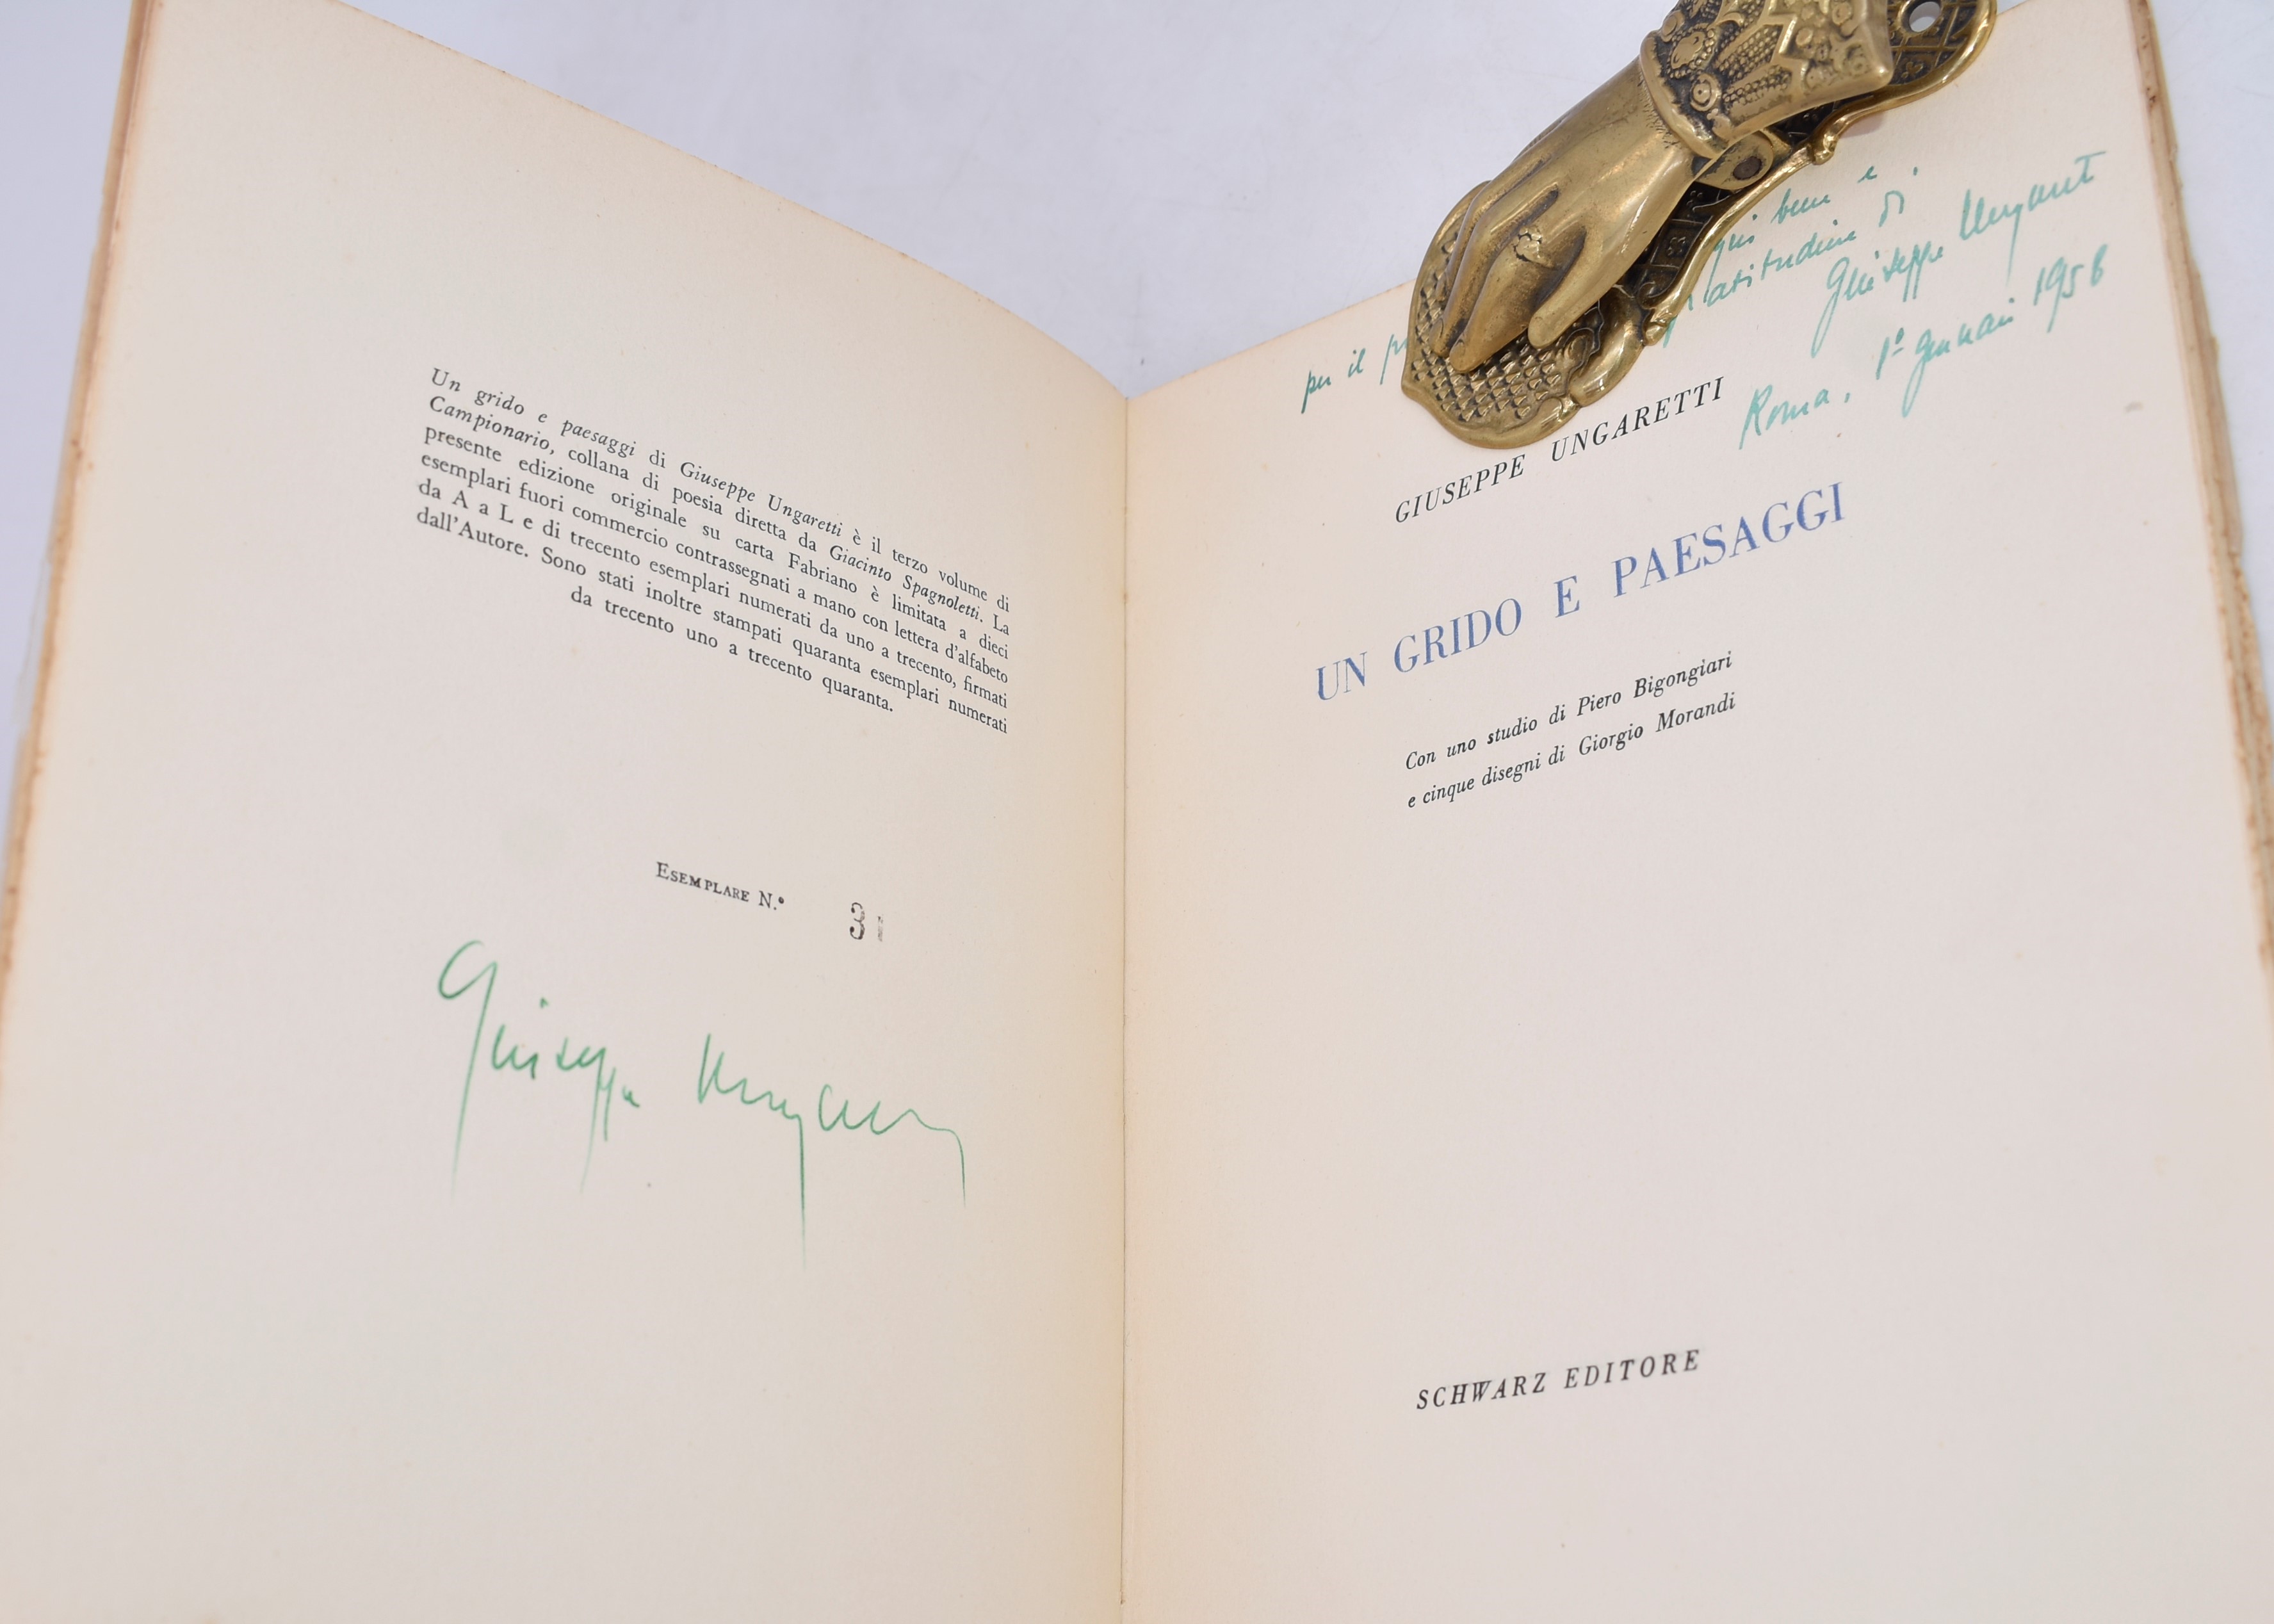 Un grido e paesaggi di Giuseppe Ungaretti è il terzo volume di
Campionario, collana di poesia diretta da Giacinto Spagnoletti. La
presente edizione originale su carta Fabriano è limitata a dieci
esemplari fuori commercio contrassegnati a mano con lettera d'alfabeto
da A a L e di trecento esemplari numerati da uno a trecento, firmati
dall'Autore. Sono stati inoltre stampati quaranta esemplari numerati
da trecento uno a trecento quaranta.
ESEMPLARE N.º 31
Giuseppe Ungaretti
per il
bene e
gratitudine di
Giuseppe Ungaretti
Roma, 1º gennaio 1958
GIUSEPPE UNGARETTI
UN GRIDO E PAESAGGI
Con uno studio di Piero Bigongiari
e cinque disegni di Giorgio Morandi
SCHWARZ EDITORE